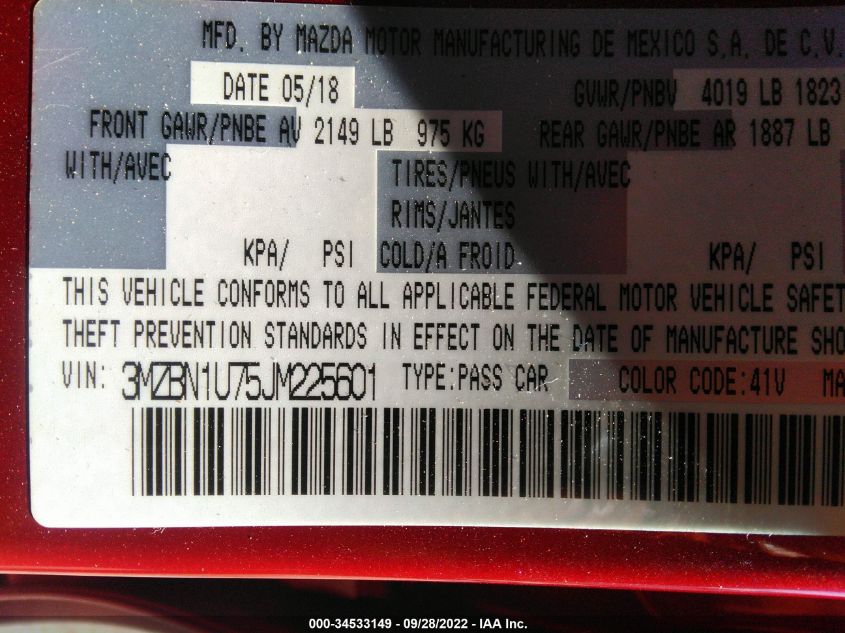 MFD. BY MAZDA MOTOR MANUFACTURING DE MEXICO S.A. DE C.V.
DATE 05/18 GVWR/PNBV 4019 LB 1823
FRONT GAWR/PNBE AV 2149 LB 975 KG REAR GAWR/PNBE AR 1887 LB
WITH/AVEC TIRES/PNEUS WITH/AVEC
RIMS/JANTES
KPA/ PSI COLD/A FROID KPA/ PSI
THIS VEHICLE CONFORMS TO ALL APPLICABLE FEDERAL MOTOR VEHICLE SAFET
THEFT PREVENTION STANDARDS IN EFFECT ON THE DATE OF MANUFACTURE SHO
VIN: 3MZBN1U75JM225601 TYPE:PASS CAR COLOR CODE:41V MA
000-34533149 - 09/28/2022 - IAA Inc.